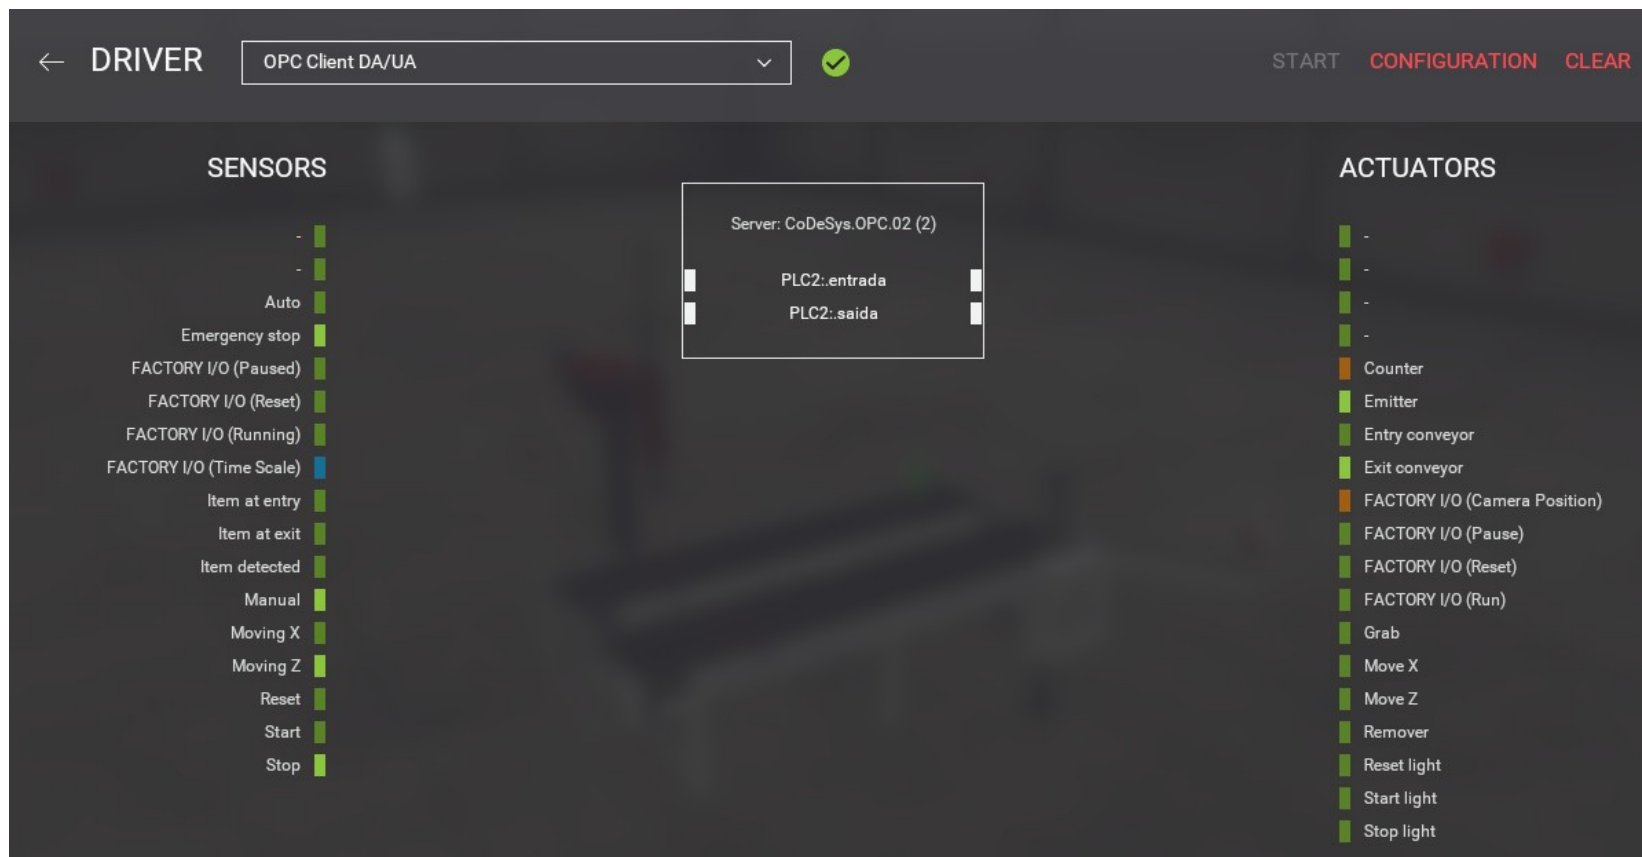 ← DRIVER OPC Client DA/UA START CONFIGURATION CLEAR
SENSORS
-
-
Auto
Emergency stop
FACTORY I/O (Paused)
FACTORY I/O (Reset)
FACTORY I/O (Running)
FACTORY I/O (Time Scale)
Item at entry
Item at exit
Item detected
Manual
Moving X
Moving Z
Reset
Start
Stop
Server: CoDeSys.OPC.02 (2)
PLC2:.entrada
PLC2:.saida
ACTUATORS
-
-
-
-
Counter
Emitter
Entry conveyor
Exit conveyor
FACTORY I/O (Camera Position)
FACTORY I/O (Pause)
FACTORY I/O (Reset)
FACTORY I/O (Run)
Grab
Move X
Move Z
Remover
Reset light
Start light
Stop light